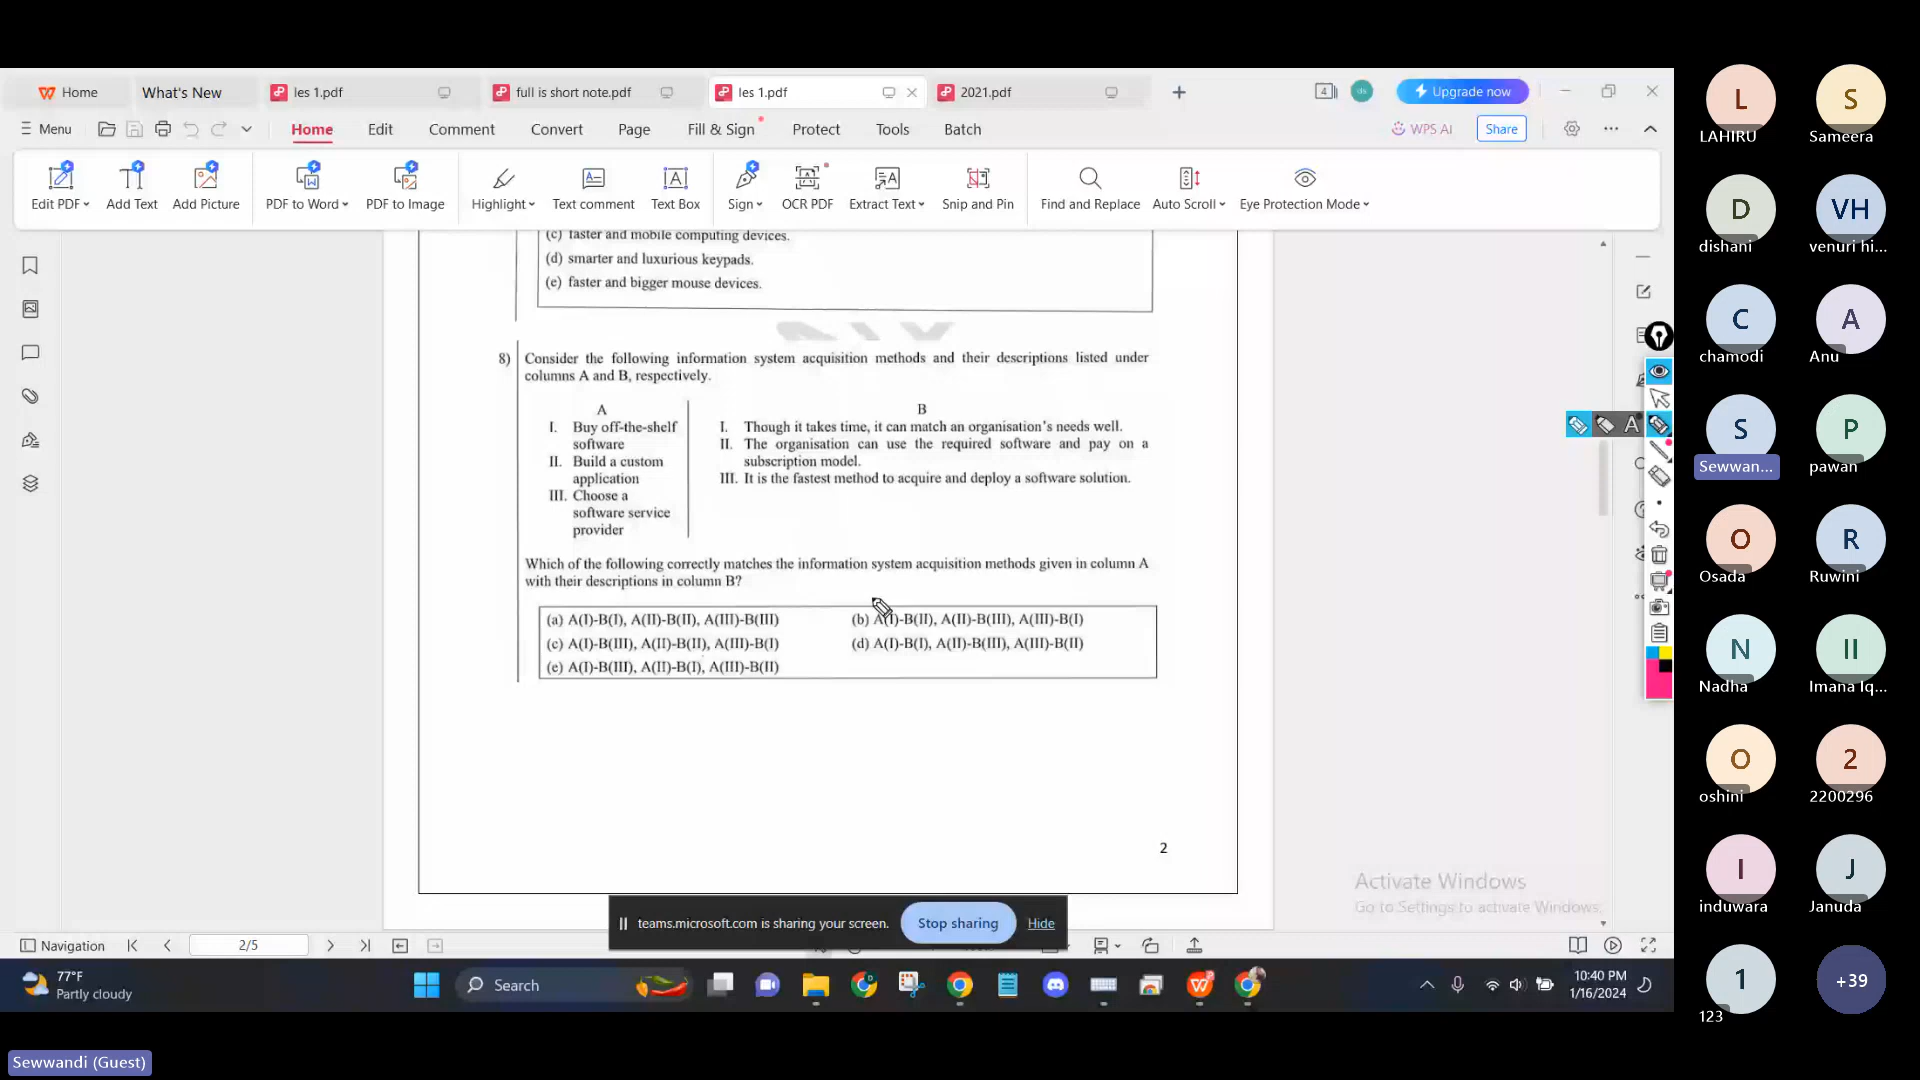 Home
What's New
les 1.pdf
full is short note.pdf
les 1.pdf
2021.pdf
4
Upgrade now
Menu
Home
Edit
Comment
Convert
Page
Fill & Sign
Protect
Tools
Batch
WPS AI
Share
Edit PDF
Add Text
Add Picture
PDF to Word
PDF to Image
Highlight
Text comment
Text Box
Sign
OCR PDF
Extract Text
Snip and Pin
Find and Replace
Auto Scroll
Eye Protection Mode
(c) faster and mobile computing devices.
(d) smarter and luxurious keypads.
(e) faster and bigger mouse devices.
8) Consider the following information system acquisition methods and their descriptions listed under
columns A and B, respectively.
A
I. Buy off-the-shelf
software
II. Build a custom
application
III. Choose a
software service
provider
B
I. Though it takes time, it can match an organisation's needs well.
II. The organisation can use the required software and pay on a
subscription model.
III. It is the fastest method to acquire and deploy a software solution.
Which of the following correctly matches the information system acquisition methods given in column A
with their descriptions in column B?
(a) A(I)-B(I), A(II)-B(II), A(III)-B(III)
(b) A(I)-B(II), A(II)-B(III), A(III)-B(I)
(c) A(I)-B(III), A(II)-B(II), A(III)-B(I)
(d) A(I)-B(I), A(II)-B(III), A(III)-B(II)
(e) A(I)-B(III), A(II)-B(I), A(III)-B(II)
2
Activate Windows
Go to Settings to activate Windows.
teams.microsoft.com is sharing your screen.
Stop sharing
Hide
Navigation
2/5
77°F
Partly cloudy
Search
10:40 PM
1/16/2024
Sewwandi (Guest)
L
LAHIRU
S
Sameera
D
dishani
VH
venuri hi...
C
chamodi
A
Anu
S
Sewwan...
P
pawan
O
Osada
R
Ruwini
N
Nadha
II
Imana Iq...
O
oshini
2
2200296
I
induwara
J
Januda
1
123
+39